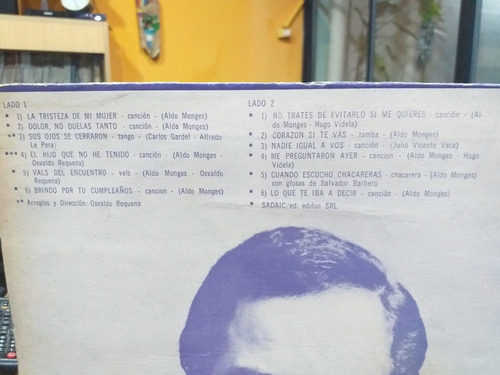 LADO 1
* 1) LA TRISTEZA DE MI MUJER - canción - (Aldo Monges)
* 2) DOLOR, NO DUELAS TANTO - canción - (Aldo Monges)
** 3) SUS OJOS SE CERRARON - tango - (Carlos Gardel - Alfredo
Le Pera)
*** 4) EL HIJO QUE NO HE TENIDO - canción - (Aldo Monges -
Osvaldo Requena)
* 5) VALS DEL ENCUENTRO - vals - (Aldo Monges - Osvaldo
Requena)
* 6) BRINDO POR TU CUMPLEAÑOS - canción - (Aldo Monges)
** Arreglos y Dirección: Osvaldo Requena
LADO 2
* 1) NO TRATES DE EVITARLO SI ME QUIERES - canción - (Al-
do Monges - Hugo Videla)
* 2) CORAZON SI TE VAS - zamba - (Aldo Monges)
* 3) NADIE IGUAL A VOS - canción - (Julio Vicente Vaca)
* 4) ME PREGUNTARON AYER - canción - (Aldo Monges - Hugo
Videla)
* 5) CUANDO ESCUCHO CHACARERAS - chacarera - (Aldo Monges)
con glosas de Salvador Barbero
* 6) LO QUE TE IBA A DECIR - canción - (Aldo Monges)
* SADAIC, ed. edilup SRL